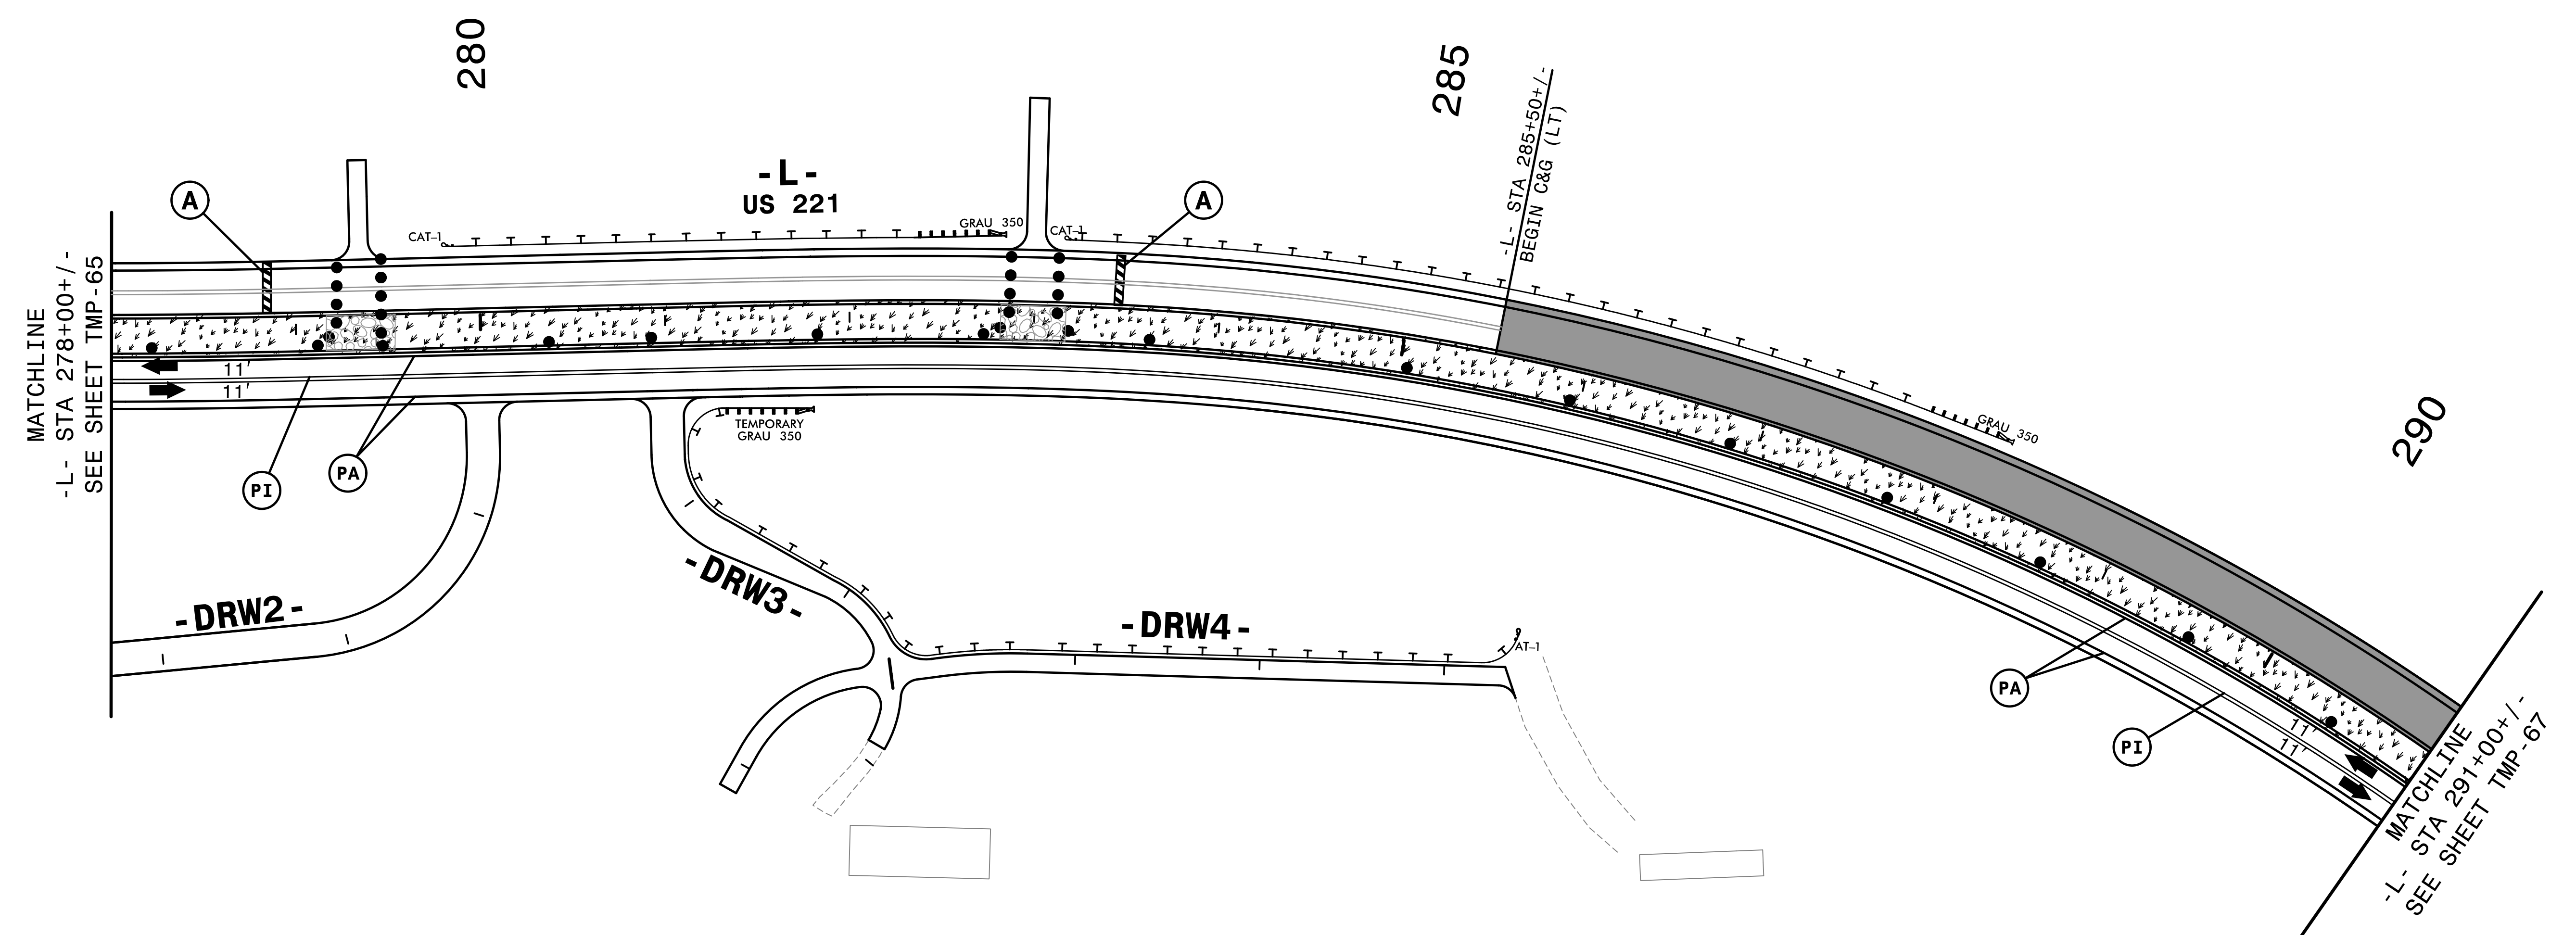 280
285
290
-L- STA 285+50+/-
BEGIN C&G (LT)
-L-
US 221
A
A
CAT-1
GRAU 350
CAT-1
GRAU 350
MATCHLINE
-L- STA 278+00+/-
SEE SHEET TMP-65
11'
11'
TEMPORARY
GRAU 350
PI
PA
-DRW2-
-DRW3-
-DRW4-
AT-1
PA
PI
11'
11'
MATCHLINE
-L- STA 291+00+/-
SEE SHEET TMP-67